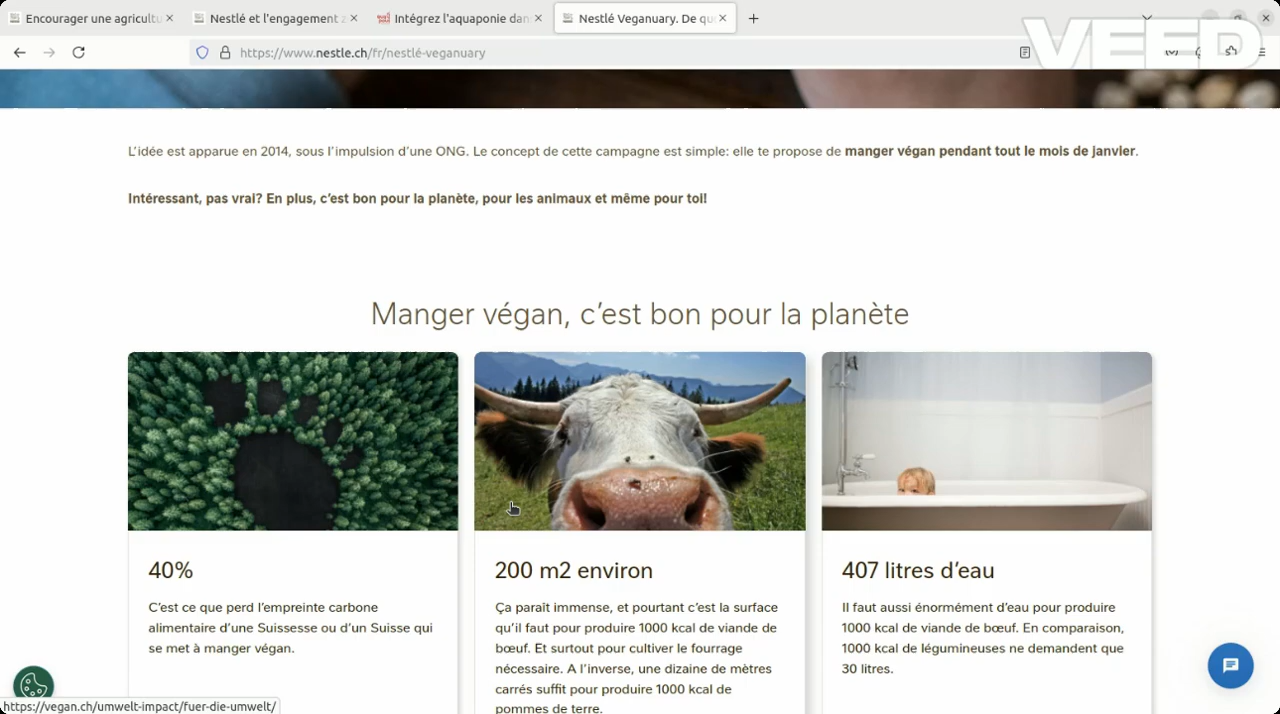 Encourager une agricultu
Nestlé et l'engagement z
Intégrez l'aquaponie dan
Nestlé Veganuary. De que
https://www.nestle.ch/fr/nestlé-veganuary
VEED
L'idée est apparue en 2014, sous l'impulsion d'une ONG. Le concept de cette campagne est simple: elle te propose de manger végan pendant tout le mois de janvier.
Intéressant, pas vrai? En plus, c'est bon pour la planète, pour les animaux et même pour toi!
Manger végan, c'est bon pour la planète
40%
C'est ce que perd l'empreinte carbone
alimentaire d'une Suissesse ou d'un Suisse qui
se met à manger végan.
200 m2 environ
Ça paraît immense, et pourtant c'est la surface
qu'il faut pour produire 1000 kcal de viande de
bœuf. Et surtout pour cultiver le fourrage
nécessaire. A l'inverse, une dizaine de mètres
carrés suffit pour produire 1000 kcal de
pommes de terre.
407 litres d'eau
Il faut aussi énormément d'eau pour produire
1000 kcal de viande de bœuf. En comparaison,
1000 kcal de légumineuses ne demandent que
30 litres.
https://vegan.ch/umwelt-impact/fuer-die-umwelt/